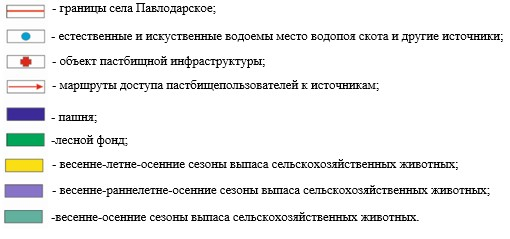 - границы села Павлодарское;
- естественные и искуственные водоемы место водопоя скота и другие источники;
- объект пастбищной инфраструктуры;
- маршруты доступа пастбищепользователей к источникам;
- пашня;
-лесной фонд;
- весенне-летне-осенние сезоны выпаса сельскохозяйственных животных;
- весенне-раннелетне-осенние сезоны выпаса сельскохозяйственных животных;
-весенне-осенние сезоны выпаса сельскохозяйственных животных.